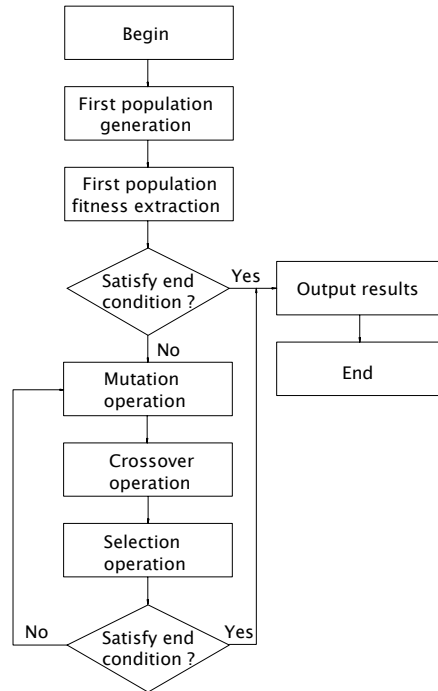 Begin
First population
generation
First population
fitness extraction
Satisfy end
condition ?
Yes
Output results
No
End
Mutation
operation
Crossover
operation
Selection
operation
No
Satisfy end
condition ?
Yes